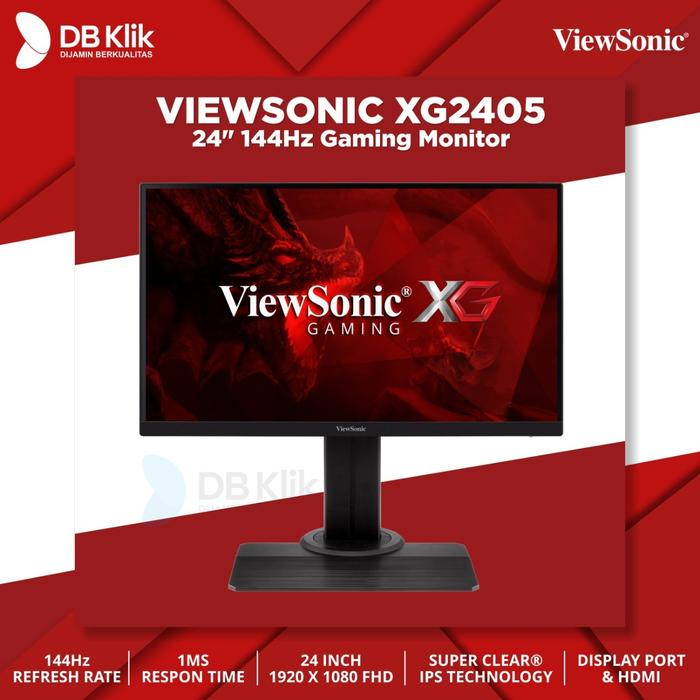 DB Klik
DIJAMIN BERKUALITAS
ViewSonic®
VIEWSONIC XG2405
24" 144Hz Gaming Monitor
ViewSonic® XG
GAMING
ViewSonic
DB Klik
144Hz
REFRESH RATE
1MS
RESPON TIME
24 INCH
1920 X 1080 FHD
SUPER CLEAR®
IPS TECHNOLOGY
DISPLAY PORT
& HDMI